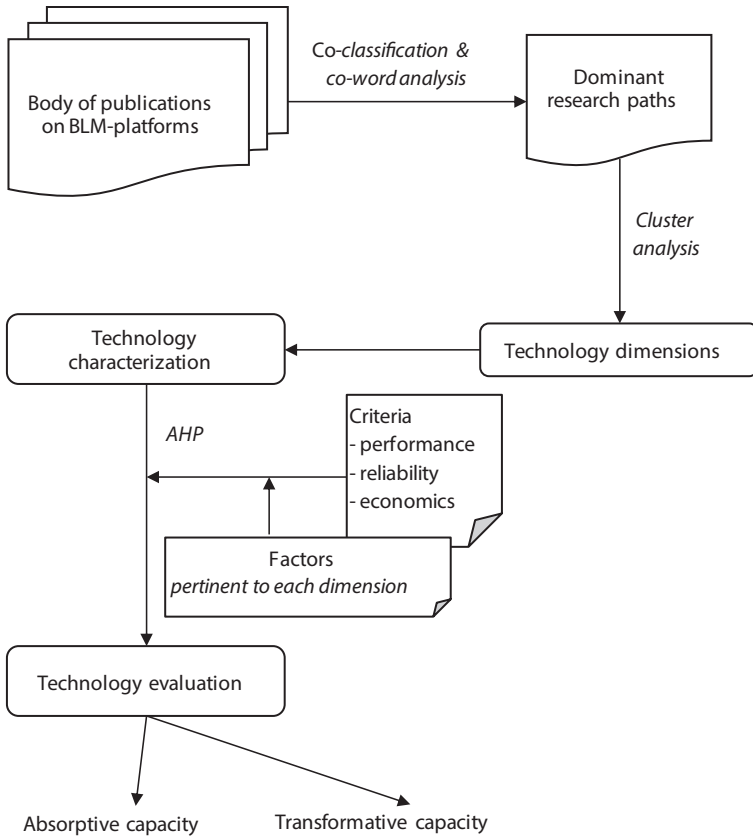 Co-classification &
co-word analysis
Body of publications
on BLM-platforms
Dominant
research paths
Cluster
analysis
Technology
characterization
Technology dimensions
AHP
Criteria
- performance
- reliability
- economics
Factors
pertinent to each dimension
Technology evaluation
Absorptive capacity
Transformative capacity